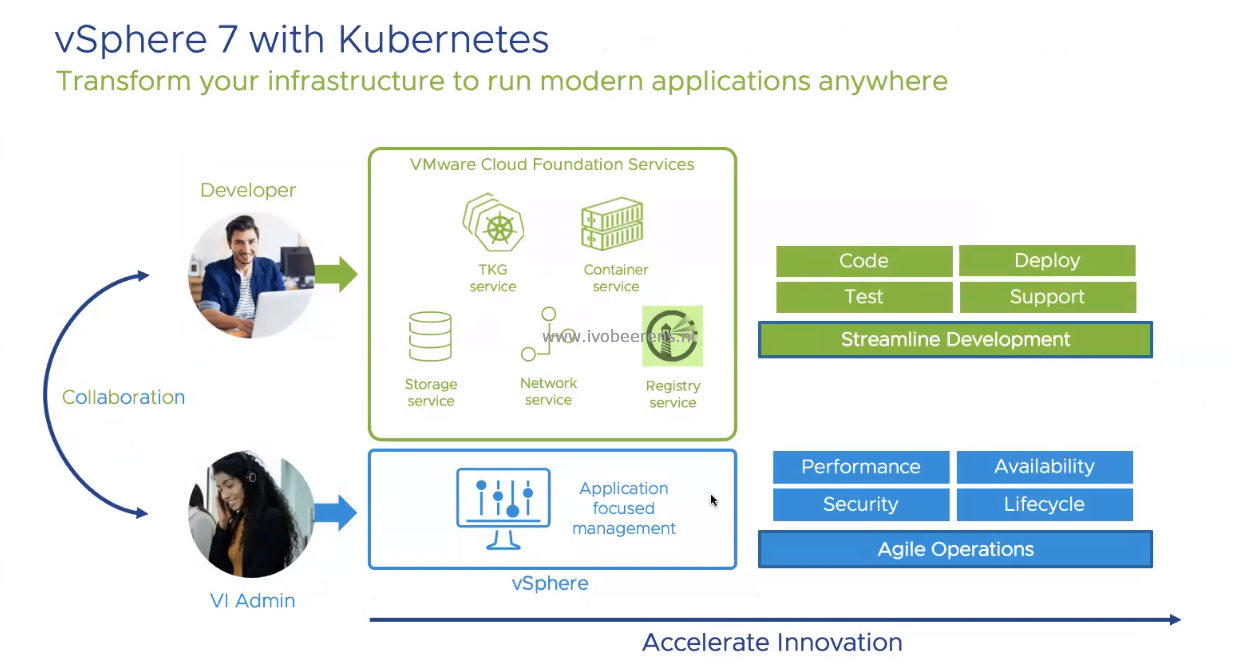 vSphere 7 with Kubernetes
Transform your infrastructure to run modern applications anywhere
Developer
Collaboration
VI Admin
VMware Cloud Foundation Services
TKG
service
Container
service
Storage
service
Network
service
Registry
service
www.ivobeerens.nl
Application
focused
management
vSphere
Code
Deploy
Test
Support
Streamline Development
Performance
Availability
Security
Lifecycle
Agile Operations
Accelerate Innovation